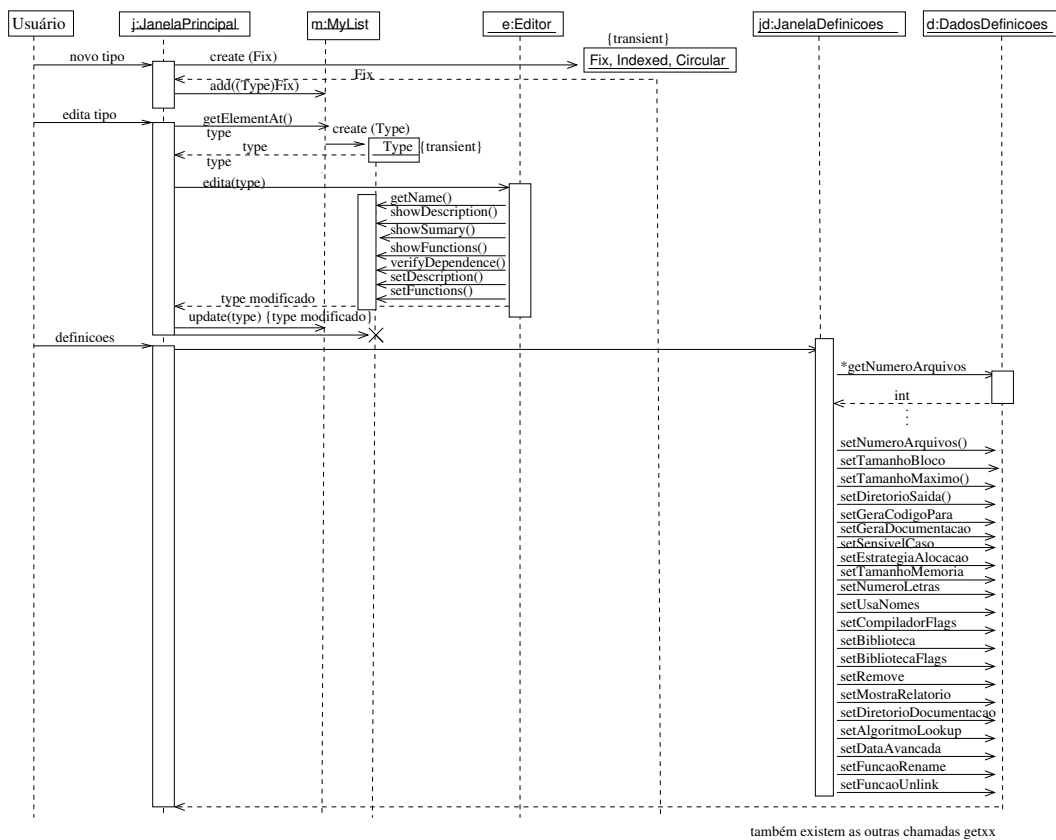 Usuário
j:JanelaPrincipal
m:MyList
e:Editor
jd:JanelaDefinicoes
d:DadosDefinicoes
{transient}
novo tipo
create (Fix)
Fix, Indexed, Circular
Fix
add((Type)Fix)
edita tipo
getElementAt()
type
create (Type)
type
Type
{transient}
type
edita(type)
getName()
showDescription()
showSumary()
showFunctions()
verifyDependence()
setDescription()
setFunctions()
type modificado
update(type) {type modificado}
definicoes
*getNumeroArquivos
int
setNumeroArquivos()
setTamanhoBloco
setTamanhoMaximo()
setDiretorioSaida()
setGeraCodigoPara
setGeraDocumentacao
setSensivelCaso
setEstrategiaAlocacao
setTamanhoMemoria
setNumeroLetras
setUsaNomes
setCompiladorFlags
setBiblioteca
setBibliotecaFlags
setRemove
setMostraRelatorio
setDiretorioDocumentacao
setAlgoritmoLookup
setDataAvancada
setFuncaoRename
setFuncaoUnlink
também existem as outras chamadas getxx